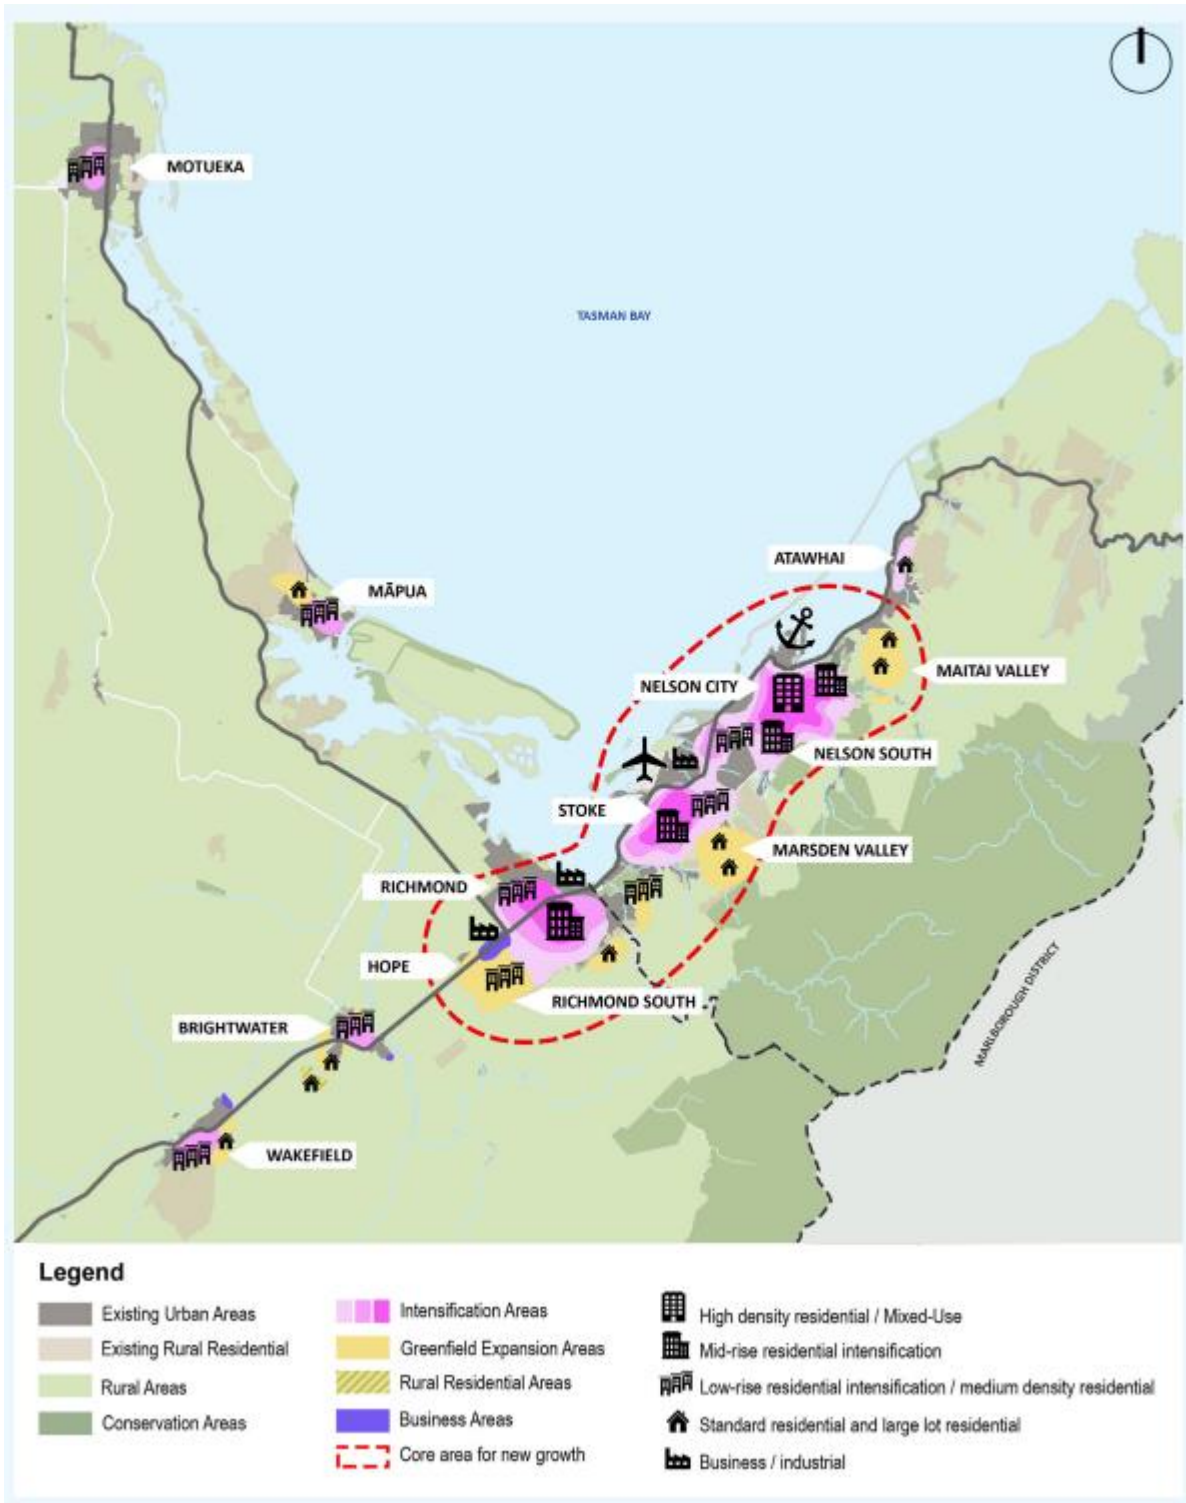 MOTUEKA
TASMAN BAY
ATAWHAI
MĀPUA
MAITAI VALLEY
NELSON CITY
NELSON SOUTH
STOKE
MARSDEN VALLEY
RICHMOND
HOPE
RICHMOND SOUTH
MARLBOROUGH DISTRICT
BRIGHTWATER
WAKEFIELD
Legend
Existing Urban Areas
Existing Rural Residential
Rural Areas
Conservation Areas
Intensification Areas
Greenfield Expansion Areas
Rural Residential Areas
Business Areas
Core area for new growth
High density residential / Mixed-Use
Mid-rise residential intensification
Low-rise residential intensification / medium density residential
Standard residential and large lot residential
Business / industrial